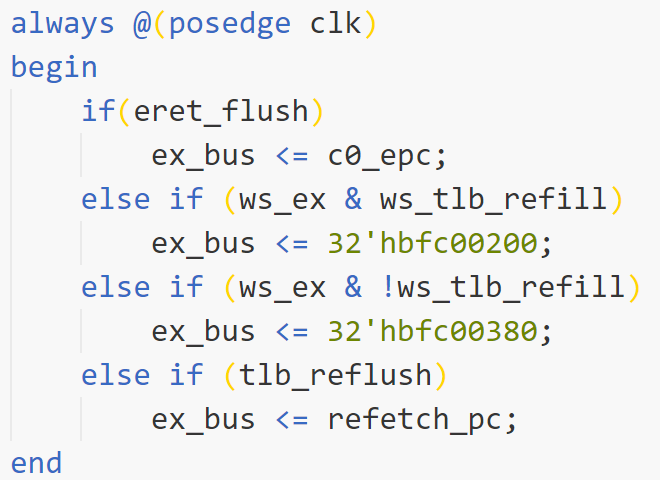 always @(posedge clk)
begin
    if(eret_flush)
        ex_bus <= c0_epc;
    else if (ws_ex & ws_tlb_refill)
        ex_bus <= 32'hbfc00200;
    else if (ws_ex & !ws_tlb_refill)
        ex_bus <= 32'hbfc00380;
    else if (tlb_reflush)
        ex_bus <= refetch_pc;
end